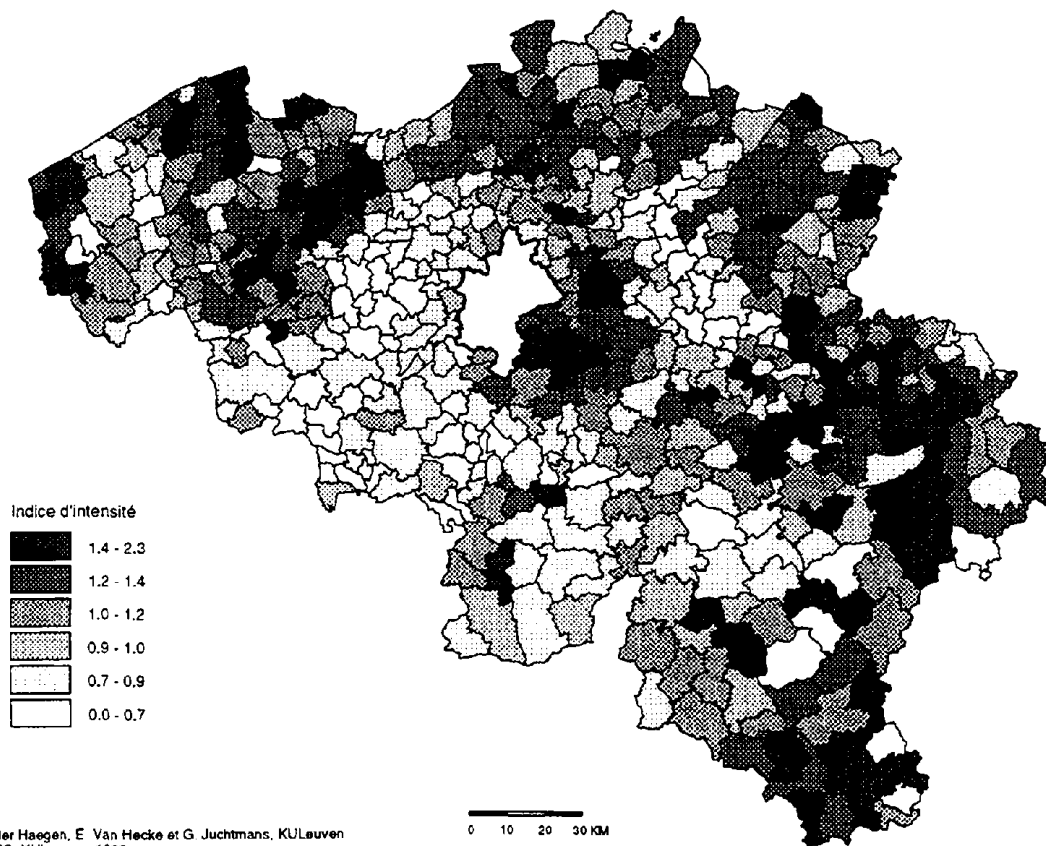 Indice d'intensité
1.4 - 2.3
1.2 - 1.4
1.0 - 1.2
0.9 - 1.0
0.7 - 0.9
0.0 - 0.7
0 10 20 30 KM
Haegen, E Van Hecke et G. Juchtmans, KULeuven